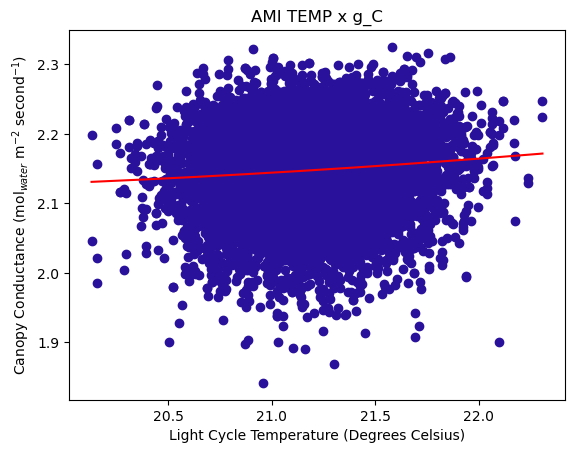 AMI TEMP x g_C
Canopy Conductance (mol_water m⁻² second⁻¹)
2.3
2.2
2.1
2.0
1.9
20.5 21.0 21.5 22.0
Light Cycle Temperature (Degrees Celsius)